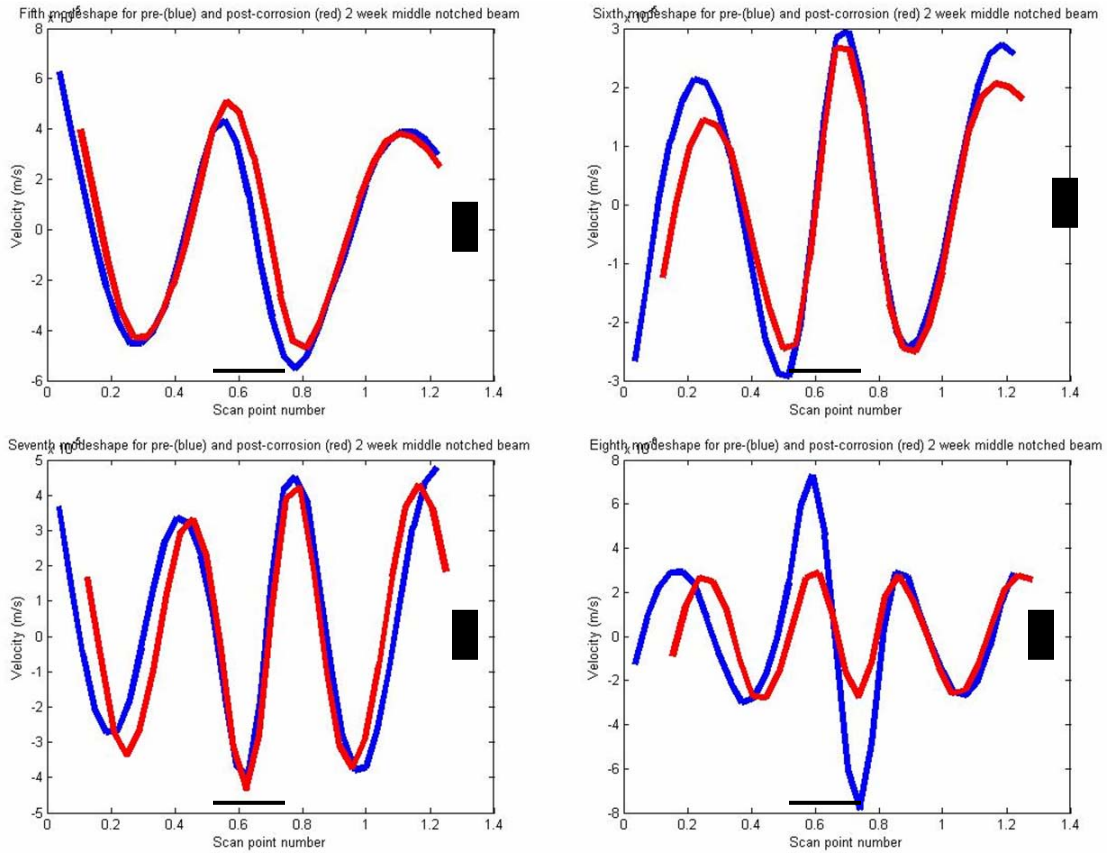 Fifth modeshape for pre-(blue) and post-corrosion (red) 2 week middle notched beam
8
6
4
2
0
-2
-4
-6
Velocity (m/s)
0 0.2 0.4 0.6 0.8 1 1.2 1.4
Scan point number
Sixth modeshape for pre-(blue) and post-corrosion (red) 2 week middle notched beam
3
2
1
0
-1
-2
-3
Velocity (m/s)
0 0.2 0.4 0.6 0.8 1 1.2 1.4
Scan point number
Seventh modeshape for pre-(blue) and post-corrosion (red) 2 week middle notched beam
5
4
3
2
1
0
-1
-2
-3
-4
-5
Velocity (m/s)
0 0.2 0.4 0.6 0.8 1 1.2 1.4
Scan point number
Eighth modeshape for pre-(blue) and post-corrosion (red) 2 week middle notched beam
8
6
4
2
0
-2
-4
-6
-8
Velocity (m/s)
0 0.2 0.4 0.6 0.8 1 1.2 1.4
Scan point number